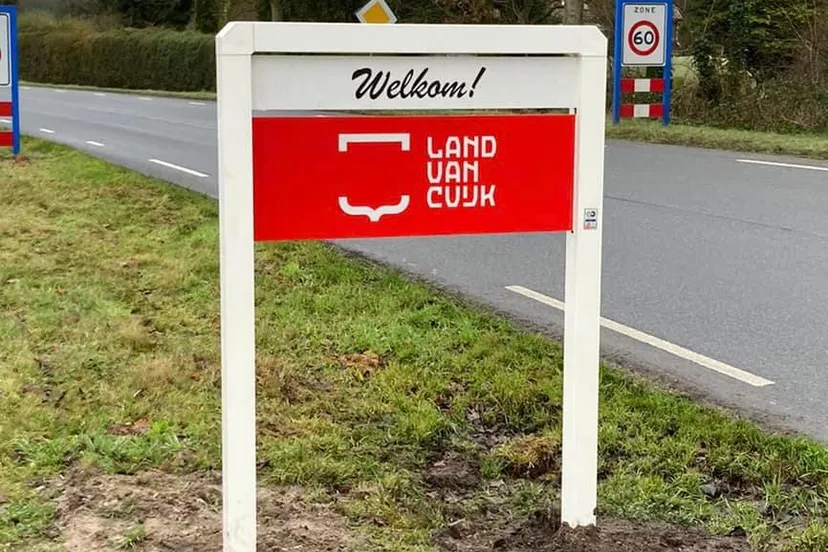 ZONE
60
Welkom!
LAND
VAN
CUIJK